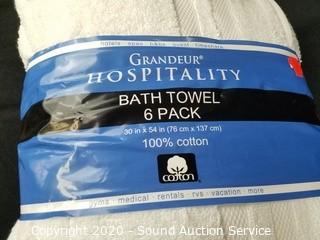 hotels spas b&bs guest timeshare
GRANDEUR®
HOSPITALITY
BATH TOWEL
6 PACK
30 in x 54 in (76 cm x 137 cm)
100% cotton
cotton
gyms - medical - rentals - rvs - vacation - more
Copyright 2020 - Sound Auction Service